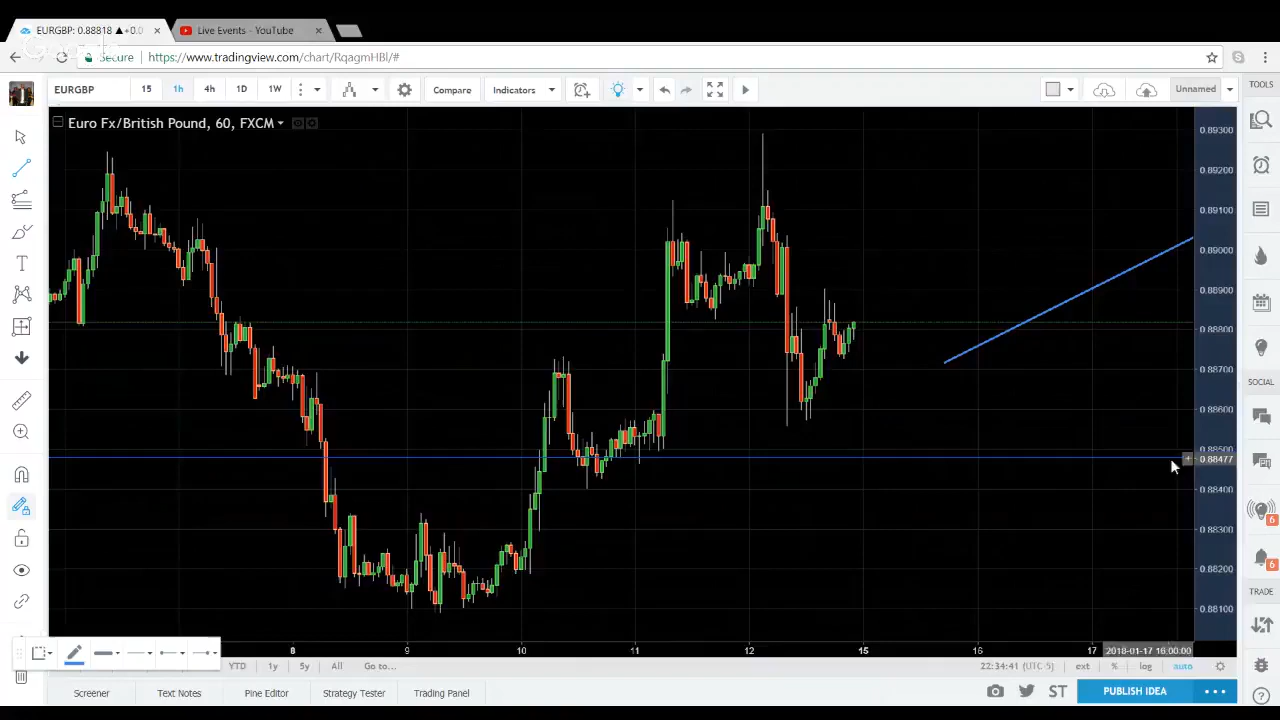 EURGBP: 0.88818 ▲+0.0
Live Events - YouTube
Secure
https://www.tradingview.com/chart/RqagmHBl/#
EURGBP 15 1h 4h 1D 1W Compare Indicators Unnamed
TOOLS
Euro Fx/British Pound, 60, FXCM
0.89300
0.89200
0.89100
0.89000
0.88900
0.88800
0.88700
0.88600
0.88500
0.88477
0.88400
0.88300
0.88200
0.88100
SOCIAL
6
6
TRADE
8 9 10 11 12 15 16 17 2018-01-17 16:00:00
YTD 1y 5y All Go to... 22:34:41 (UTC-5) ext % log auto
Screener Text Notes Pine Editor Strategy Tester Trading Panel ST PUBLISH IDEA